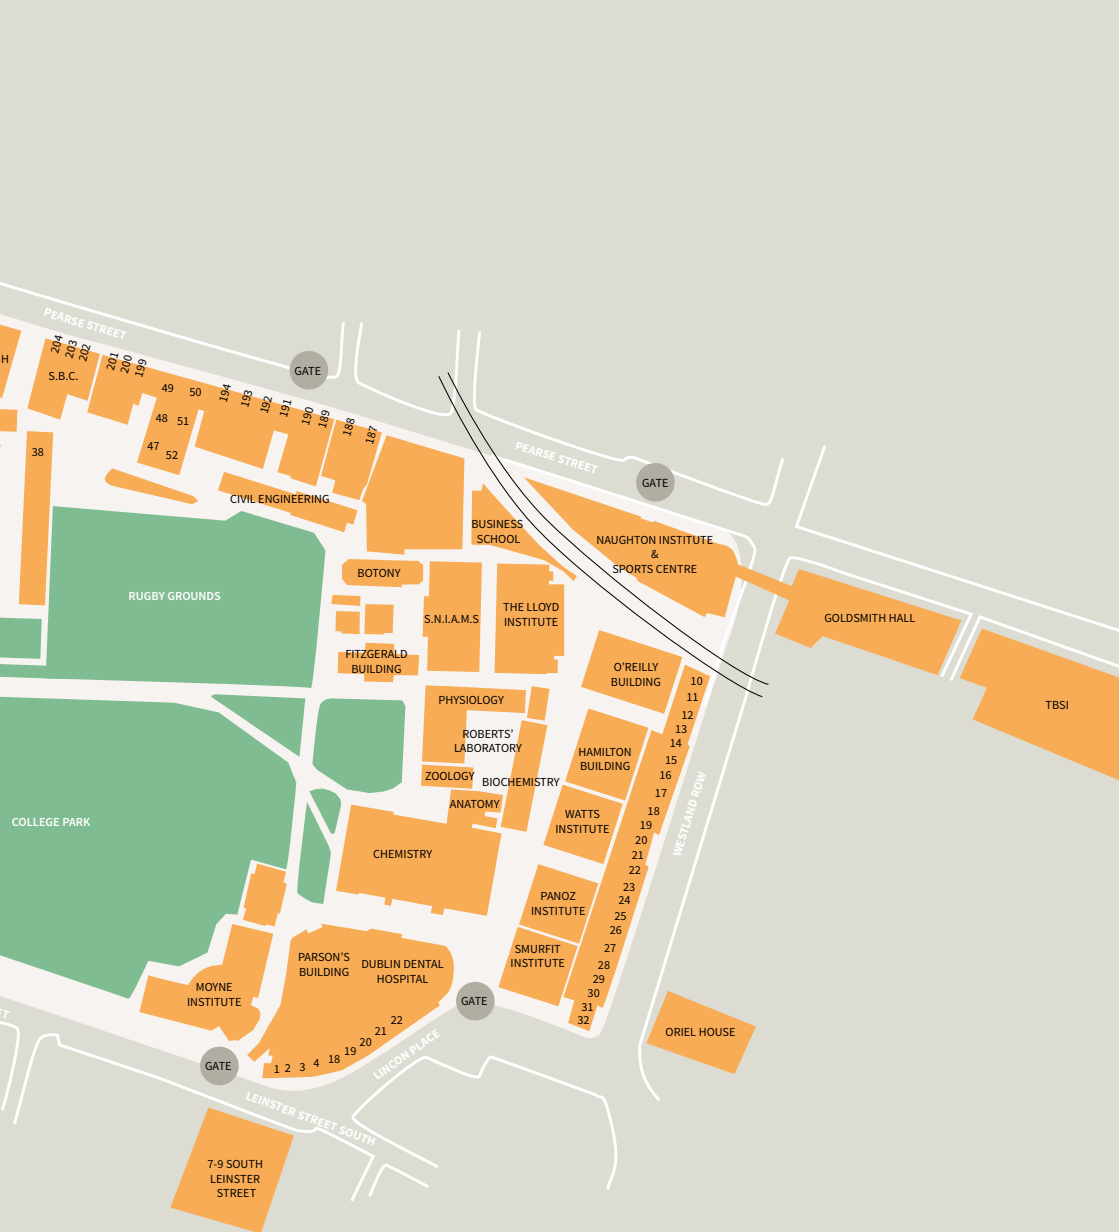 PEARSE STREET
204
203
202
201
200
199
H
S.B.C.
GATE
49
50
194
193
192
191
190
189
188
187
48
51
47
52
38
PEARSE STREET
GATE
CIVIL ENGINEERING
BUSINESS
SCHOOL
NAUGHTON INSTITUTE
&
SPORTS CENTRE
BOTONY
RUGBY GROUNDS
S.N.I.A.M.S
THE LLOYD
INSTITUTE
GOLDSMITH HALL
FITZGERALD
BUILDING
O'REILLY
BUILDING
TBSI
PHYSIOLOGY
ROBERTS'
LABORATORY
ZOOLOGY
BIOCHEMISTRY
ANATOMY
HAMILTON
BUILDING
WATTS
INSTITUTE
10
11
12
13
14
15
16
17
18
19
20
21
22
23
24
25
26
27
28
29
30
31
32
WESTLAND ROW
COLLEGE PARK
CHEMISTRY
PANOZ
INSTITUTE
SMURFIT
INSTITUTE
PARSON'S
BUILDING
DUBLIN DENTAL
HOSPITAL
MOYNE
INSTITUTE
GATE
ORIEL HOUSE
ET
GATE
1
2
3
4
18
19
20
21
22
LINCON PLACE
LEINSTER STREET SOUTH
7-9 SOUTH
LEINSTER
STREET